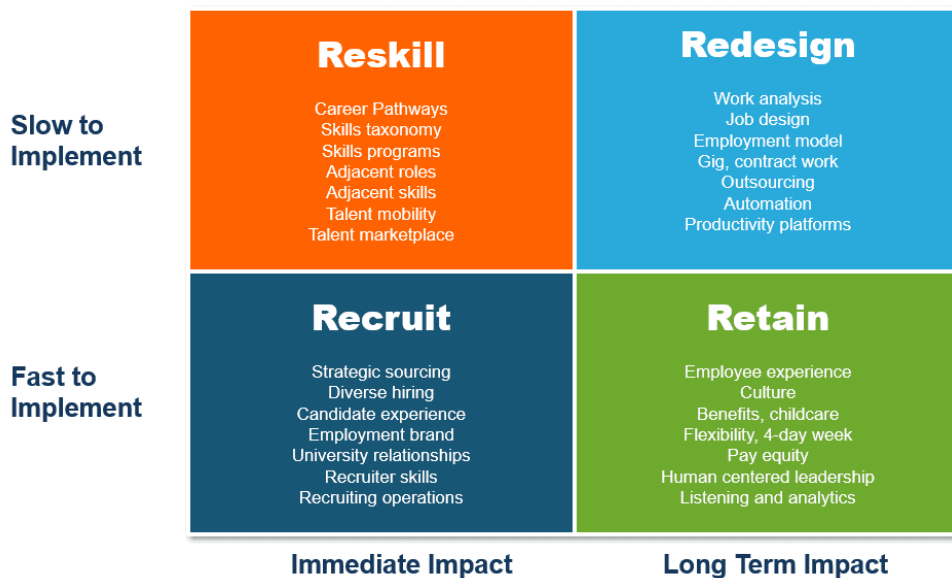 Slow to
Implement
Reskill
Career Pathways
Skills taxonomy
Skills programs
Adjacent roles
Adjacent skills
Talent mobility
Talent marketplace
Redesign
Work analysis
Job design
Employment model
Gig, contract work
Outsourcing
Automation
Productivity platforms
Fast to
Implement
Recruit
Strategic sourcing
Diverse hiring
Candidate experience
Employment brand
University relationships
Recruiter skills
Recruiting operations
Retain
Employee experience
Culture
Benefits, childcare
Flexibility, 4-day week
Pay equity
Human centered leadership
Listening and analytics
Immediate Impact
Long Term Impact